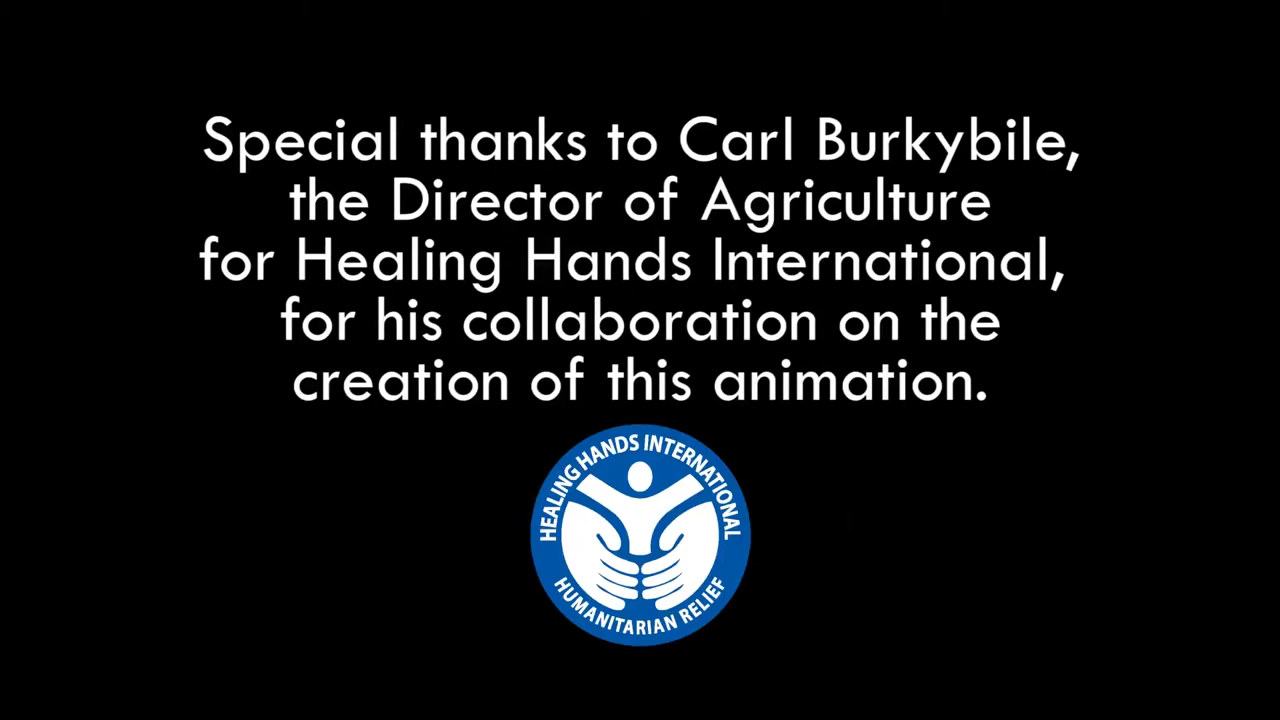 Special thanks to Carl Burkybile,
the Director of Agriculture
for Healing Hands International,
for his collaboration on the
creation of this animation.
HEALING HANDS INTERNATIONAL
HUMANITARIAN RELIEF